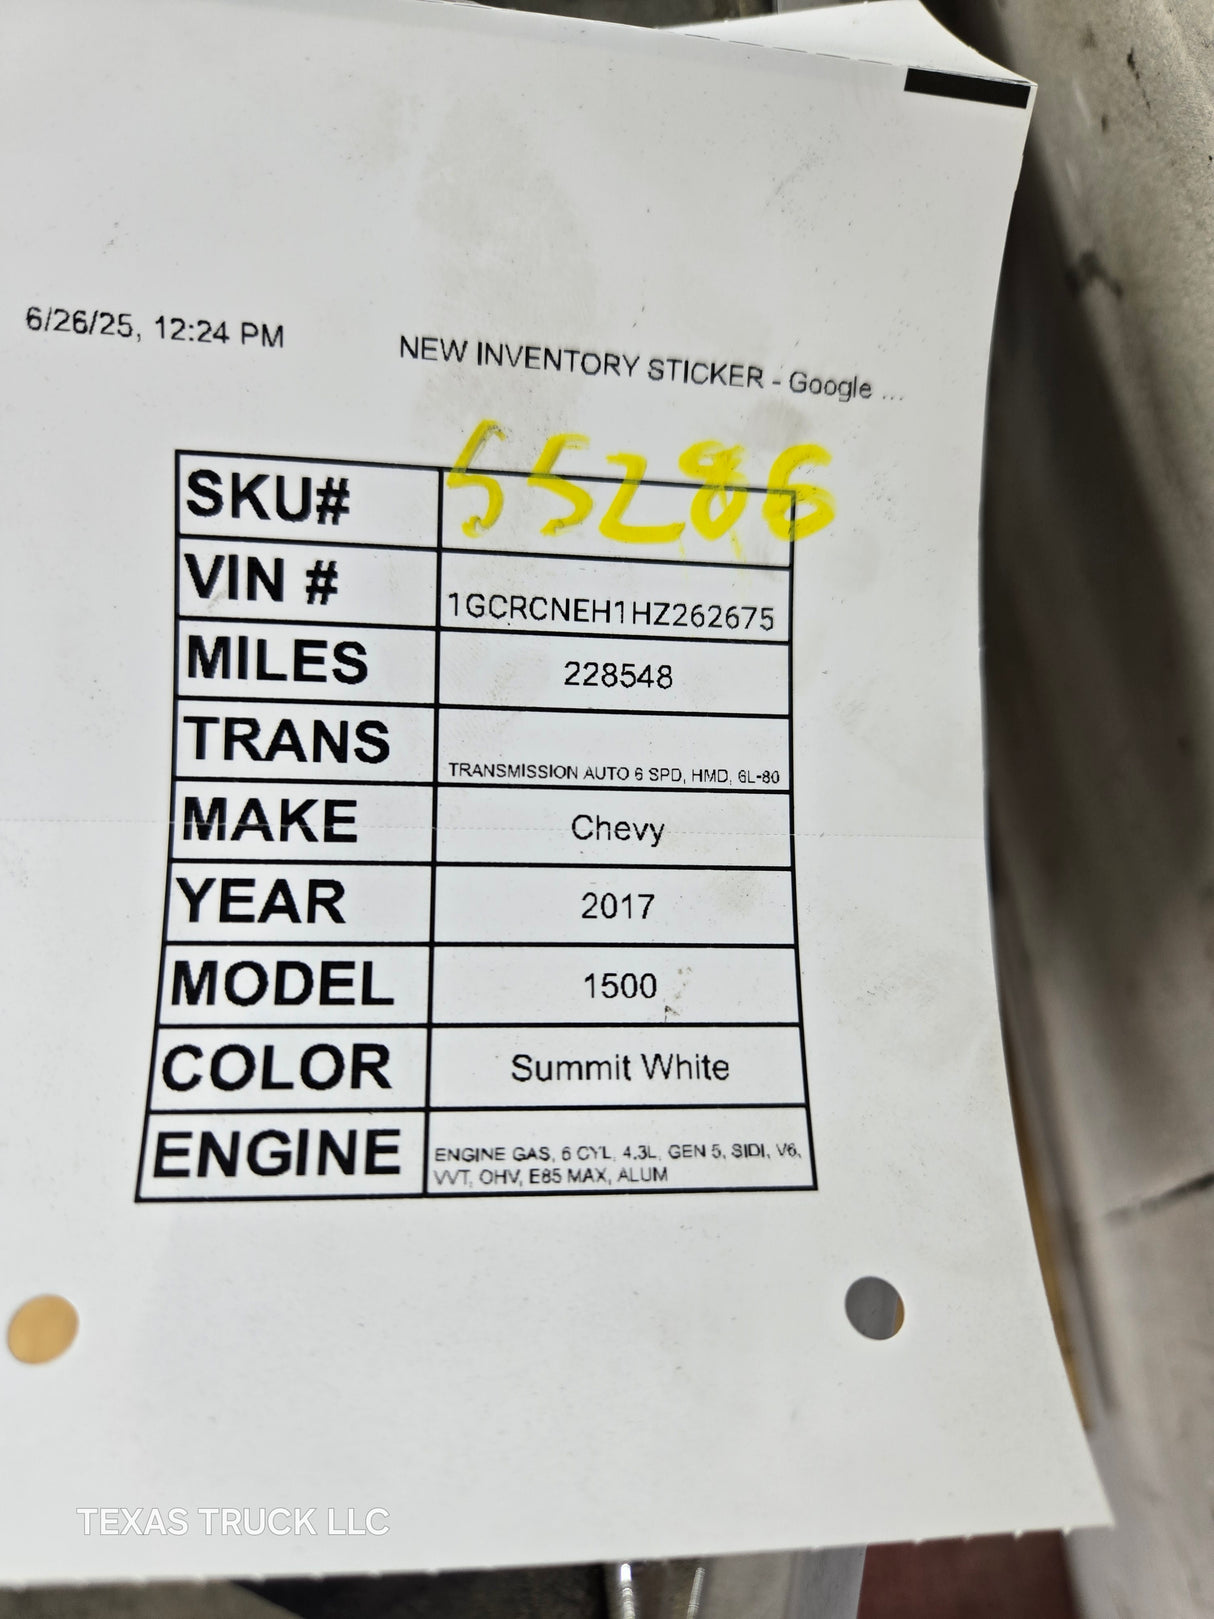 6/26/25, 12:24 PM
NEW INVENTORY STICKER - Google ...
SKU# 55286
VIN # 1GCRCNEH1HZ262675
MILES 228548
TRANS TRANSMISSION AUTO 6 SPD, HMD, 6L-80
MAKE Chevy
YEAR 2017
MODEL 1500
COLOR Summit White
ENGINE ENGINE GAS, 6 CYL, 4.3L, GEN 5, SIDI, V6,
VVT, OHV, E85 MAX, ALUM
TEXAS TRUCK LLC